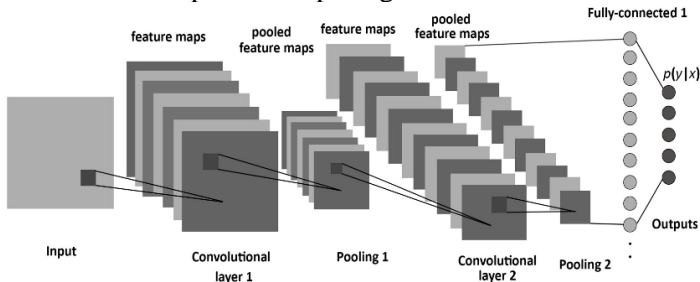 Fully-connected 1
pooled
feature maps
feature maps
pooled
feature maps
feature maps
p(y|x)
Input
Convolutional
layer 1
Pooling 1
Convolutional
layer 2
Pooling 2
Outputs